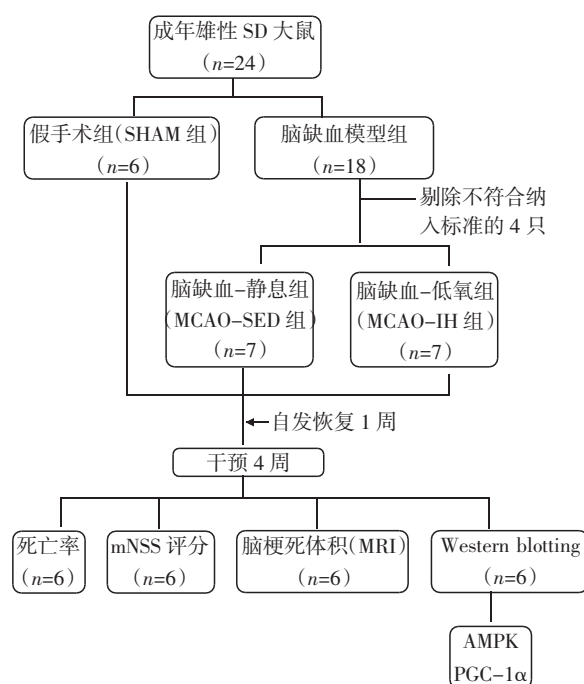 成年雄性 SD 大鼠
(n=24)
假手术组(SHAM 组)
(n=6)
脑缺血模型组
(n=18)
剔除不符合纳
入标准的 4 只
脑缺血-静息组
(MCAO-SED 组)
(n=7)
脑缺血-低氧组
(MCAO-IH 组)
(n=7)
自发恢复 1 周
干预 4 周
死亡率
(n=6)
mNSS 评分
(n=6)
脑梗死体积(MRI)
(n=6)
Western blotting
(n=6)
AMPK
PGC-1α